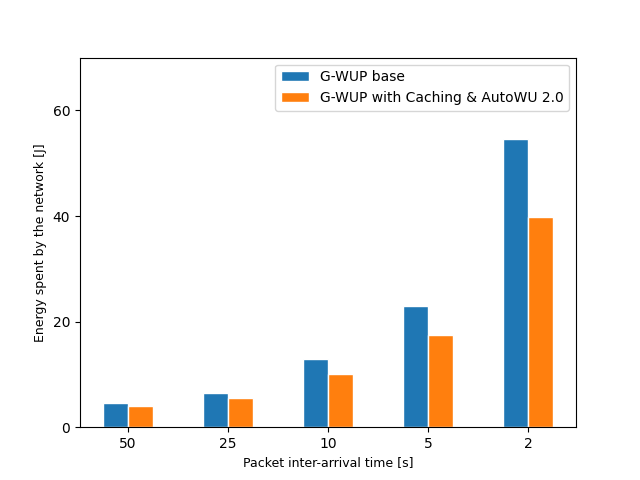 G-WUP base
G-WUP with Caching & AutoWU 2.0
Energy spent by the network [J]
60
40
20
0
50 25 10 5 2
Packet inter-arrival time [s]